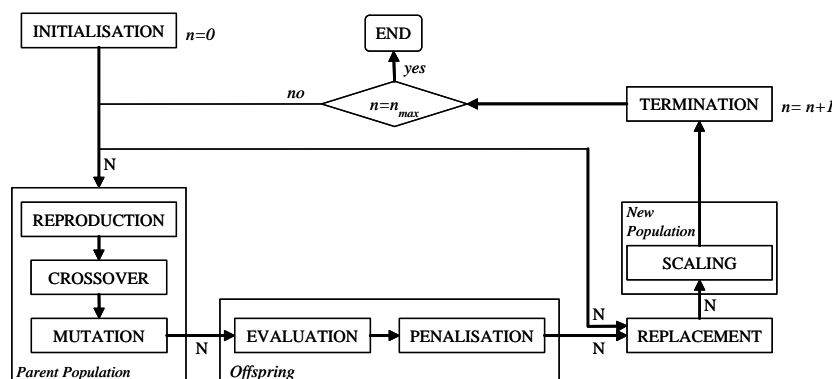 INITIALISATION
n=0
END
yes
no
n=n_max
TERMINATION
n= n+1
N
REPRODUCTION
New
Population
CROSSOVER
SCALING
N
MUTATION
N
EVALUATION
PENALISATION
N
N
REPLACEMENT
Parent Population
Offspring